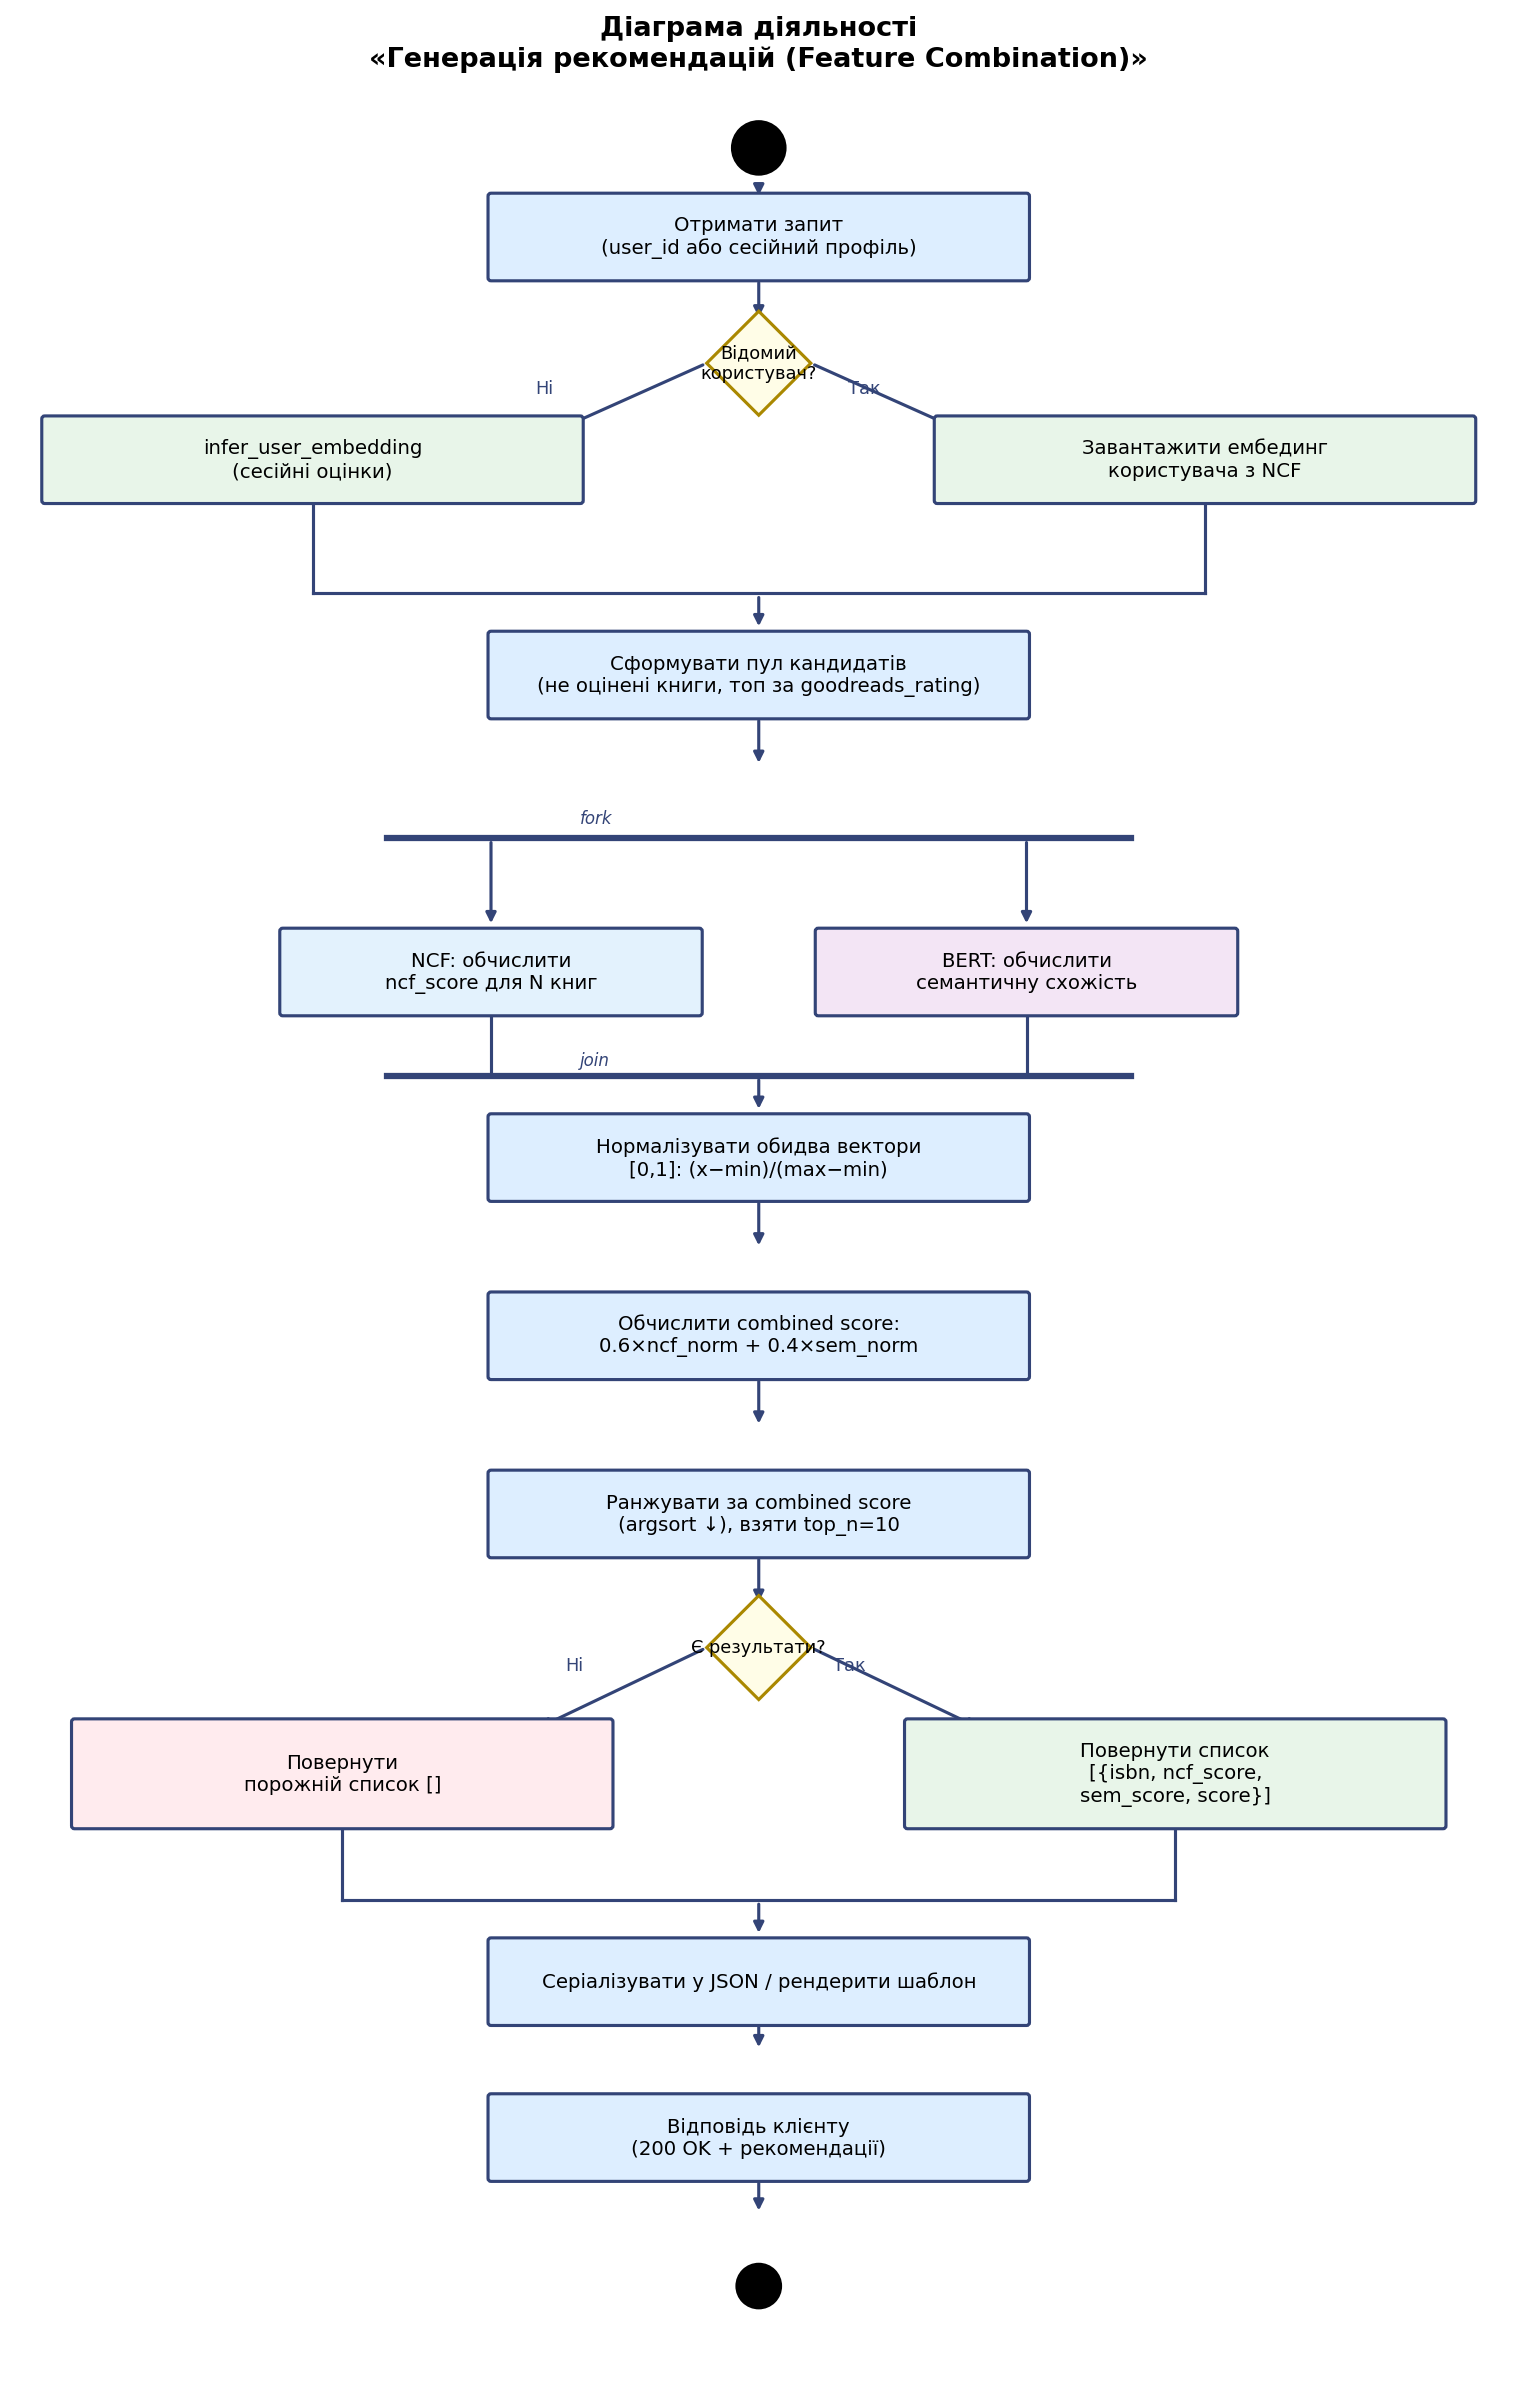 Діаграма діяльності
«Генерація рекомендацій (Feature Combination)»
Отримати запит
(user_id або сесійний профіль)
Відомий
користувач?
Ні
Так
infer_user_embedding
(сесійні оцінки)
Завантажити ембединг
користувача з NCF
Сформувати пул кандидатів
(не оцінені книги, топ за goodreads_rating)
fork
NCF: обчислити
ncf_score для N книг
BERT: обчислити
семантичну схожість
join
Нормалізувати обидва вектори
[0,1]: (x−min)/(max−min)
Обчислити combined score:
0.6×ncf_norm + 0.4×sem_norm
Ранжувати за combined score
(argsort ↓), взяти top_n=10
Є результати?
Ні
Так
Повернути
порожній список []
Повернути список
[{isbn, ncf_score,
sem_score, score}]
Серіалізувати у JSON / рендерити шаблон
Відповідь клієнту
(200 OK + рекомендації)